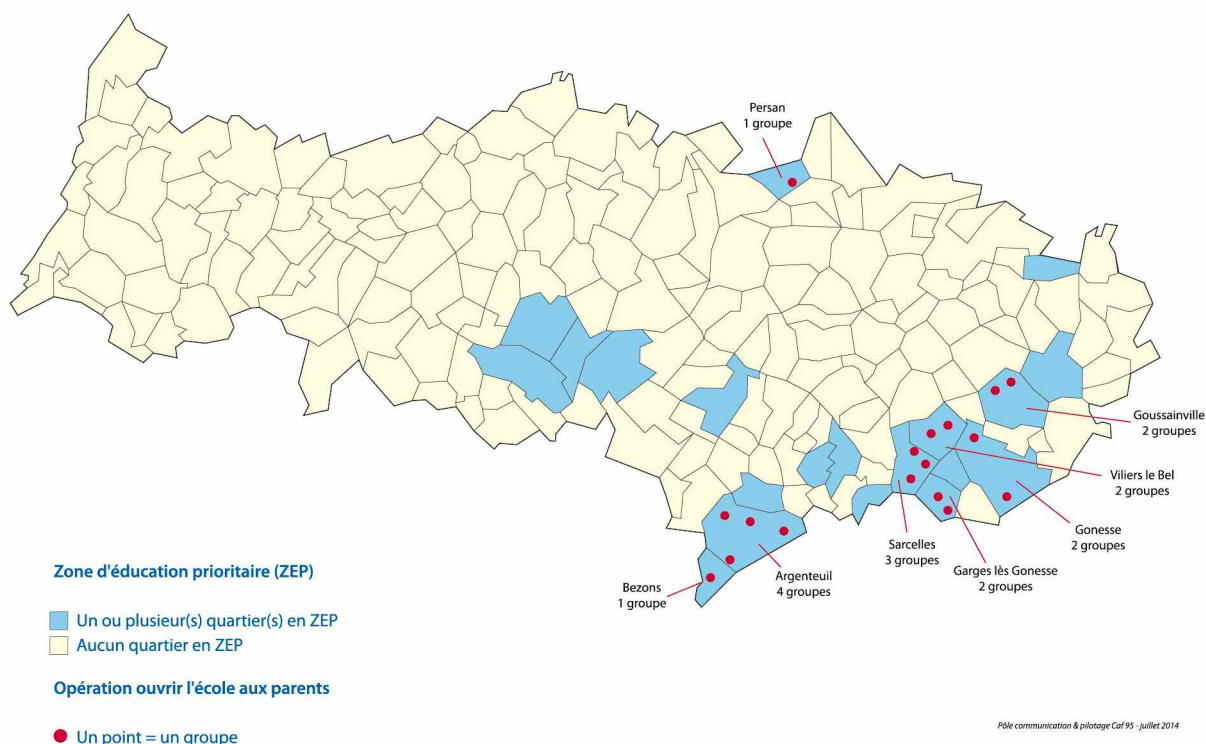 Persan
1 groupe
Goussainville
2 groupes
Viliers le Bel
2 groupes
Gonesse
2 groupes
Sarcelles
3 groupes
Garges lès Gonesse
2 groupes
Argenteuil
4 groupes
Bezons
1 groupe
Zone d'éducation prioritaire (ZEP)
Un ou plusieur(s) quartier(s) en ZEP
Aucun quartier en ZEP
Opération ouvrir l'école aux parents
Un point = un groupe
Pôle communication & pilotage Caf 95 - juillet 2014